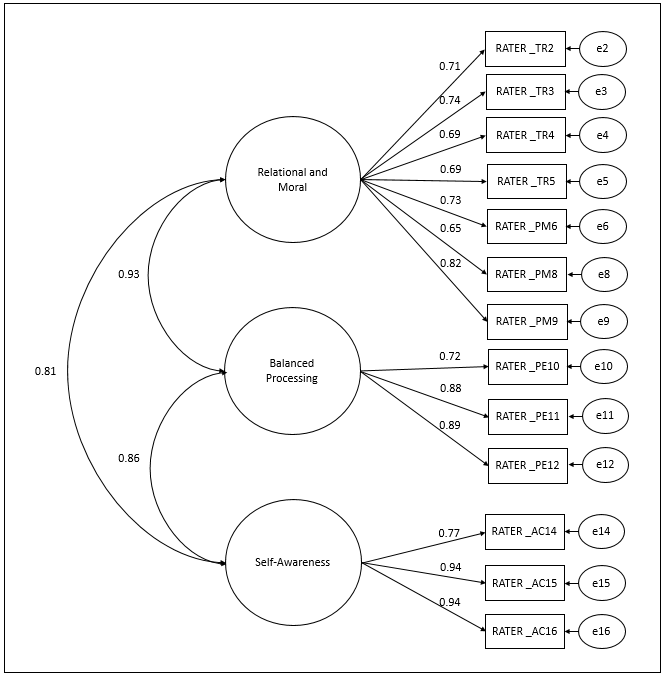 RATER _TR2
e2
0.71
RATER _TR3
e3
0.74
RATER _TR4
e4
0.69
Relational and
Moral
0.69
RATER _TR5
e5
0.73
RATER _PM6
e6
0.65
RATER _PM8
e8
0.82
RATER _PM9
e9
0.93
0.72
RATER _PE10
e10
Balanced
Processing
0.81
0.88
RATER _PE11
e11
0.89
RATER _PE12
e12
0.86
0.77
RATER _AC14
e14
Self-Awareness
0.94
RATER _AC15
e15
0.94
RATER _AC16
e16